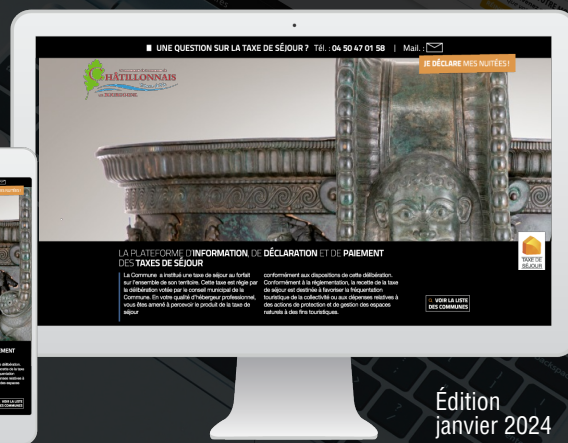 UNE QUESTION SUR LA TAXE DE SÉJOUR ? Tél. : 04 50 47 01 58 | Mail. :
JE DÉCLARE MES NUITÉES !
CHÂTILLONNAIS
EN BOURGOGNE
LA PLATEFORME D'INFORMATION, DE DÉCLARATION ET DE PAIEMENT
DES TAXES DE SÉJOUR
La Commune a institué une taxe de séjour au forfait
sur l'ensemble de son territoire. Cette taxe est régie par
la délibération votée par le conseil municipal de la
Commune. En votre qualité d'hébergeur professionnel,
vous êtes amené à percevoir le produit de la taxe de
séjour
conformément aux dispositions de cette délibération.
Conformément à la réglementation, la recette de la taxe
de séjour est destinée à favoriser la fréquentation
touristique de la collectivité ou aux dépenses relatives à
des actions de protection et de gestion des espaces
naturels à des fins touristiques.
TAXE DE
SÉJOUR
VOIR LA LISTE
DES COMMUNES
Édition
janvier 2024